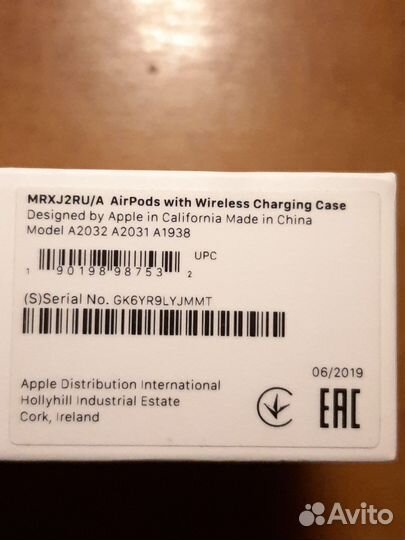 MRXJ2RU/A AirPods with Wireless Charging Case
Designed by Apple in California Made in China
Model A2032 A2031 A1938
UPC
1 90198 98753 2
(S)Serial No. GK6YR9LYJMMT
06/2019
Apple Distribution International
Hollyhill Industrial Estate
Cork, Ireland
EAC
Avito